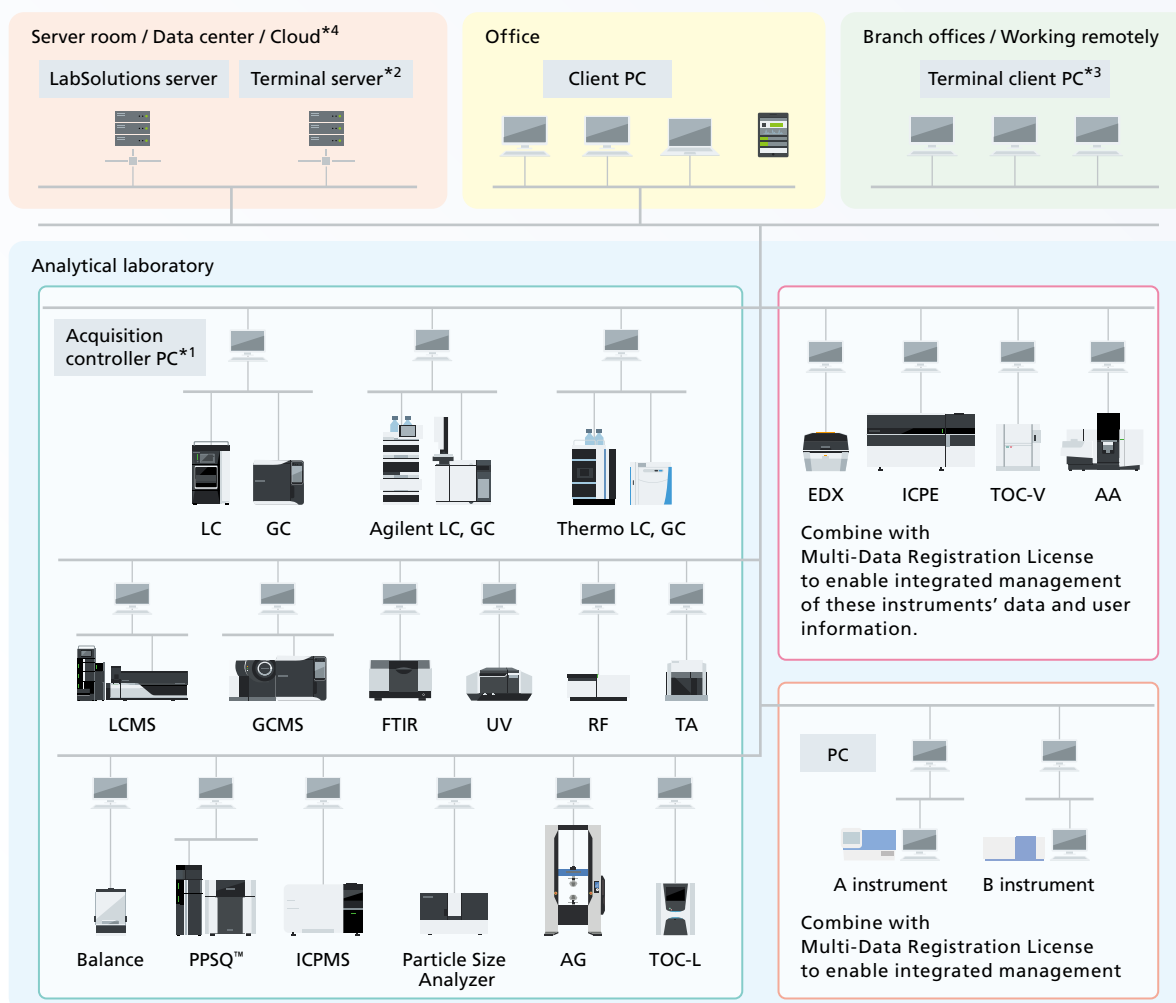 Server room / Data center / Cloud*4
LabSolutions server
Terminal server*2
Office
Client PC
Branch offices / Working remotely
Terminal client PC*3
Analytical laboratory
Acquisition
controller PC*1
LC
GC
Agilent LC, GC
Thermo LC, GC
EDX
ICPE
TOC-V
AA
Combine with
Multi-Data Registration License
to enable integrated management
of these instruments’ data and user
information.
LCMS
GCMS
FTIR
UV
RF
TA
PC
A instrument
B instrument
Combine with
Multi-Data Registration License
to enable integrated management
Balance
PPSQ™
ICPMS
Particle Size
Analyzer
AG
TOC-L